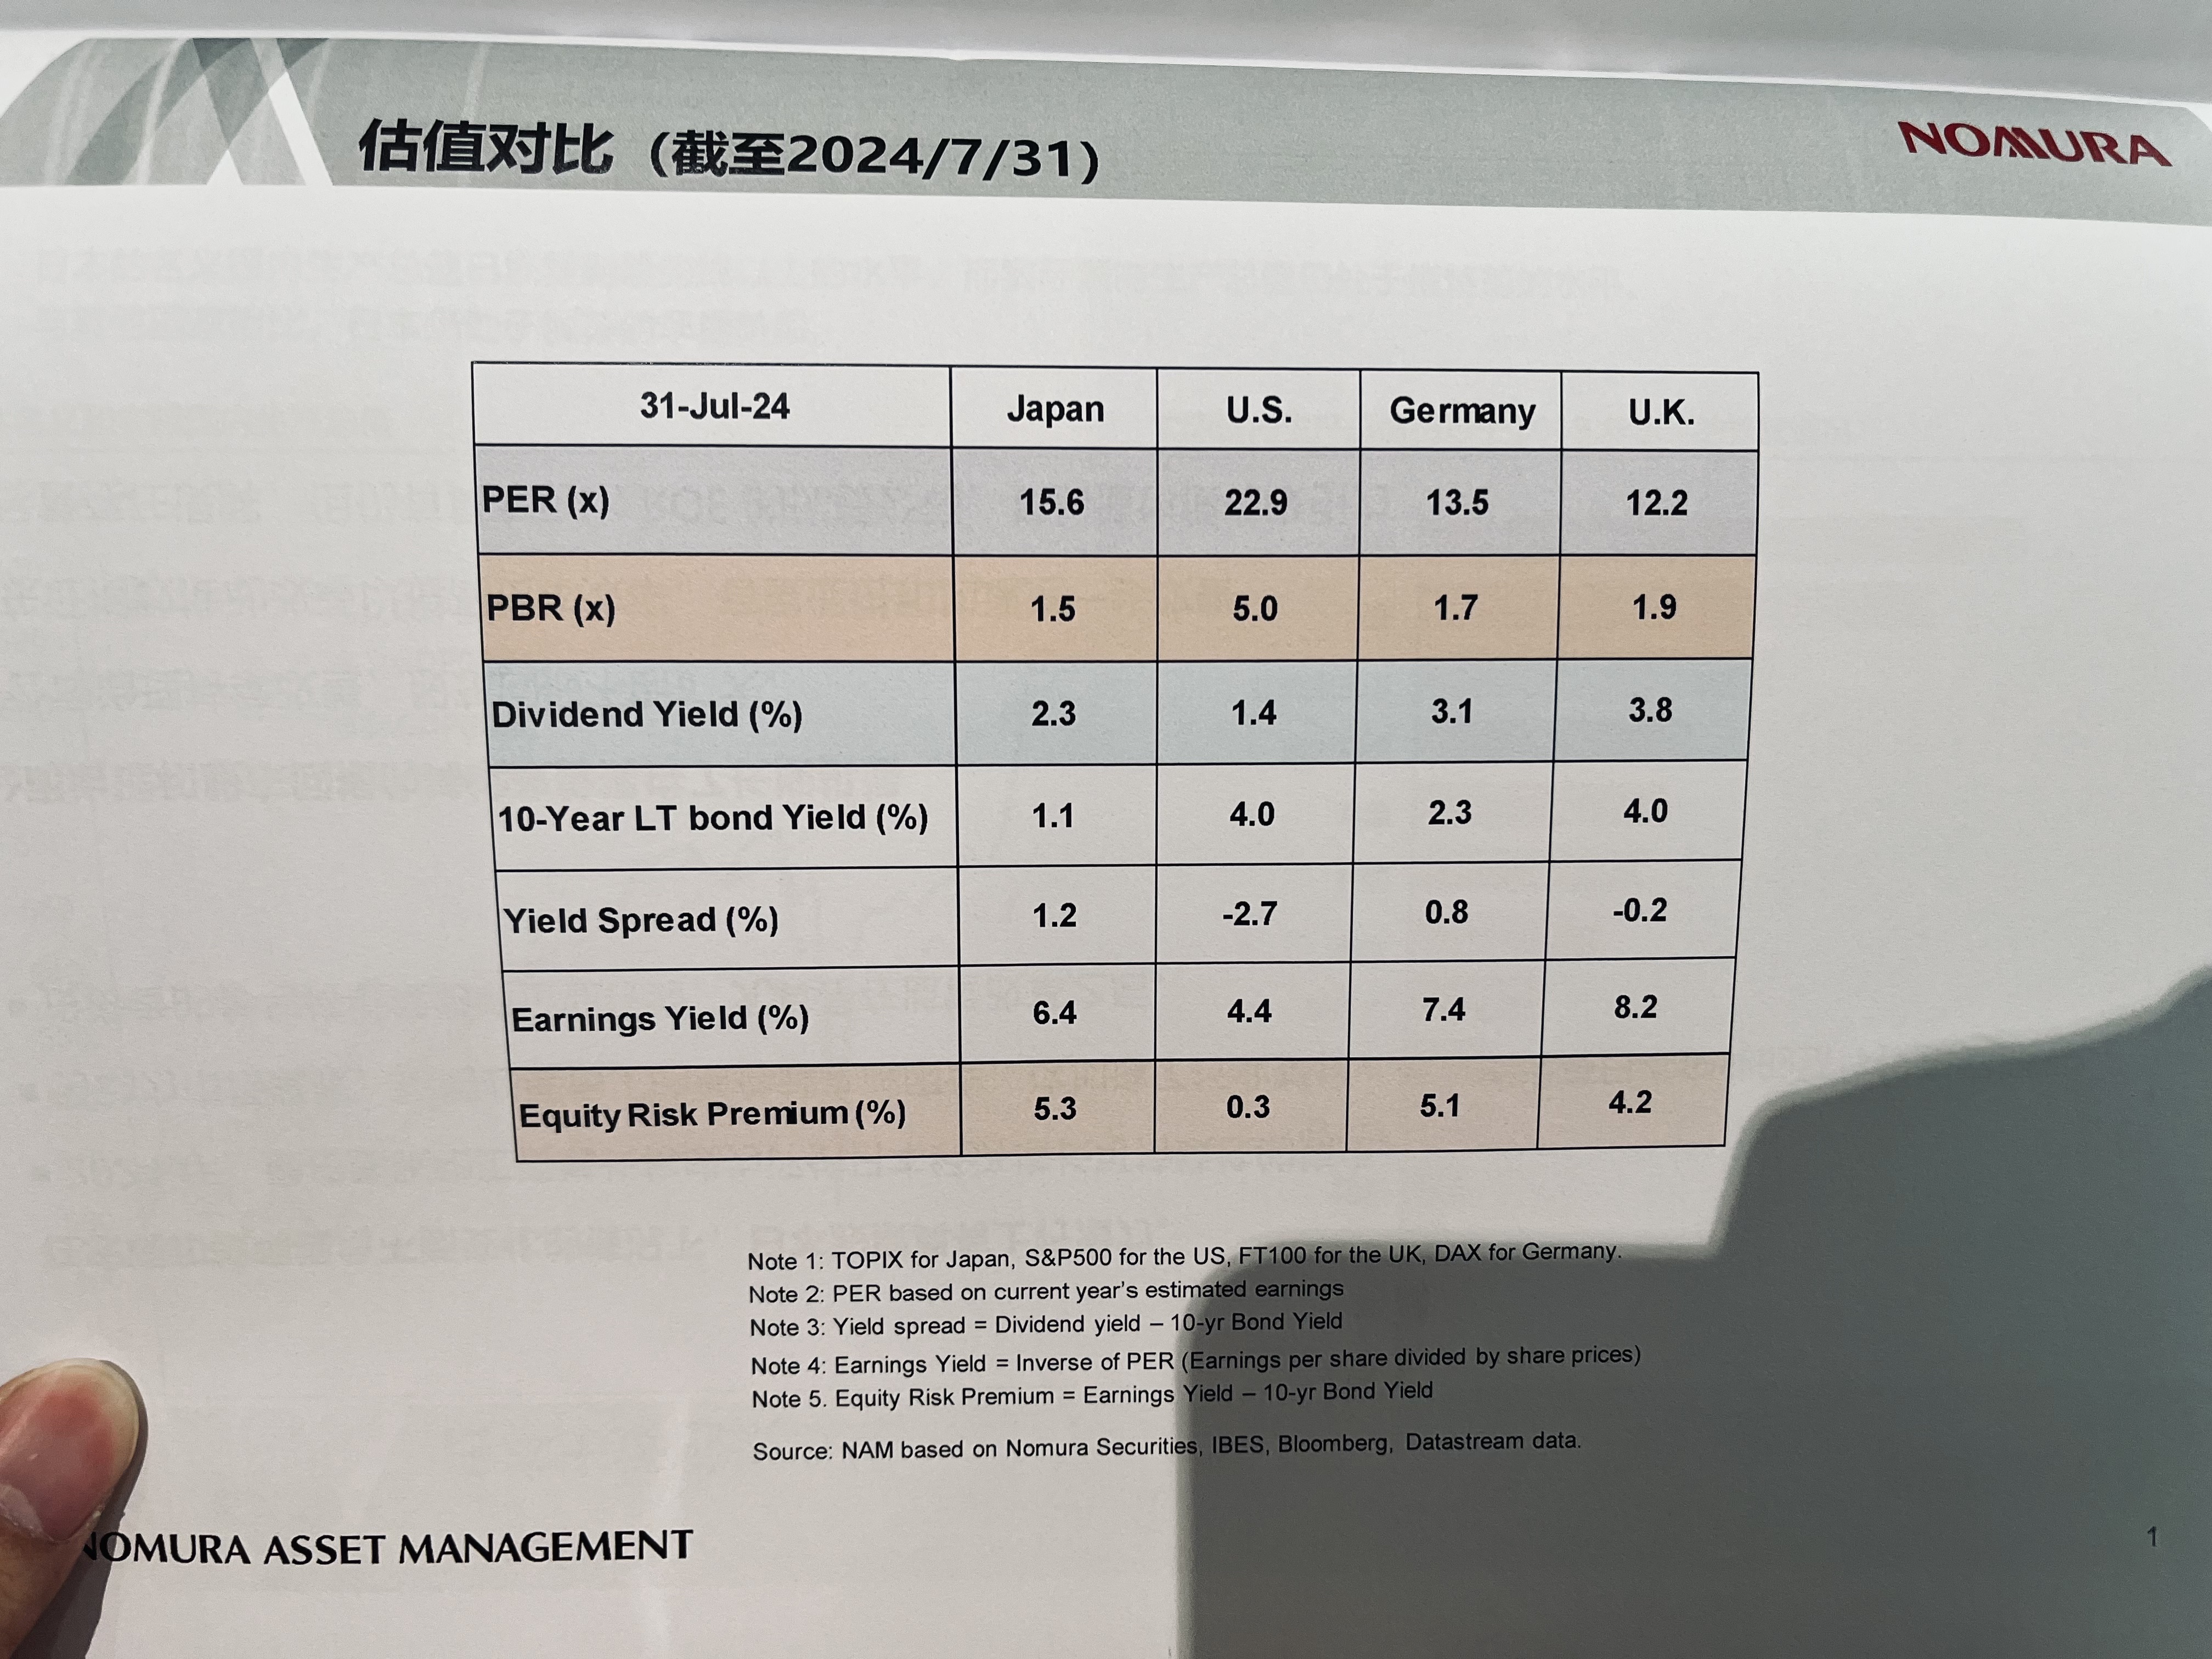 估值对比（截至2024/7/31）
NOMURA
31-Jul-24 Japan U.S. Germany U.K.
PER (x) 15.6 22.9 13.5 12.2
PBR (x) 1.5 5.0 1.7 1.9
Dividend Yield (%) 2.3 1.4 3.1 3.8
10-Year LT bond Yield (%) 1.1 4.0 2.3 4.0
Yield Spread (%) 1.2 -2.7 0.8 -0.2
Earnings Yield (%) 6.4 4.4 7.4 8.2
Equity Risk Premium (%) 5.3 0.3 5.1 4.2
Note 1: TOPIX for Japan, S&P500 for the US, FT100 for the UK, DAX for Germany.
Note 2: PER based on current year’s estimated earnings
Note 3: Yield spread = Dividend yield – 10-yr Bond Yield
Note 4: Earnings Yield = Inverse of PER (Earnings per share divided by share prices)
Note 5. Equity Risk Premium = Earnings Yield – 10-yr Bond Yield
Source: NAM based on Nomura Securities, IBES, Bloomberg, Datastream data.
NOMURA ASSET MANAGEMENT
1